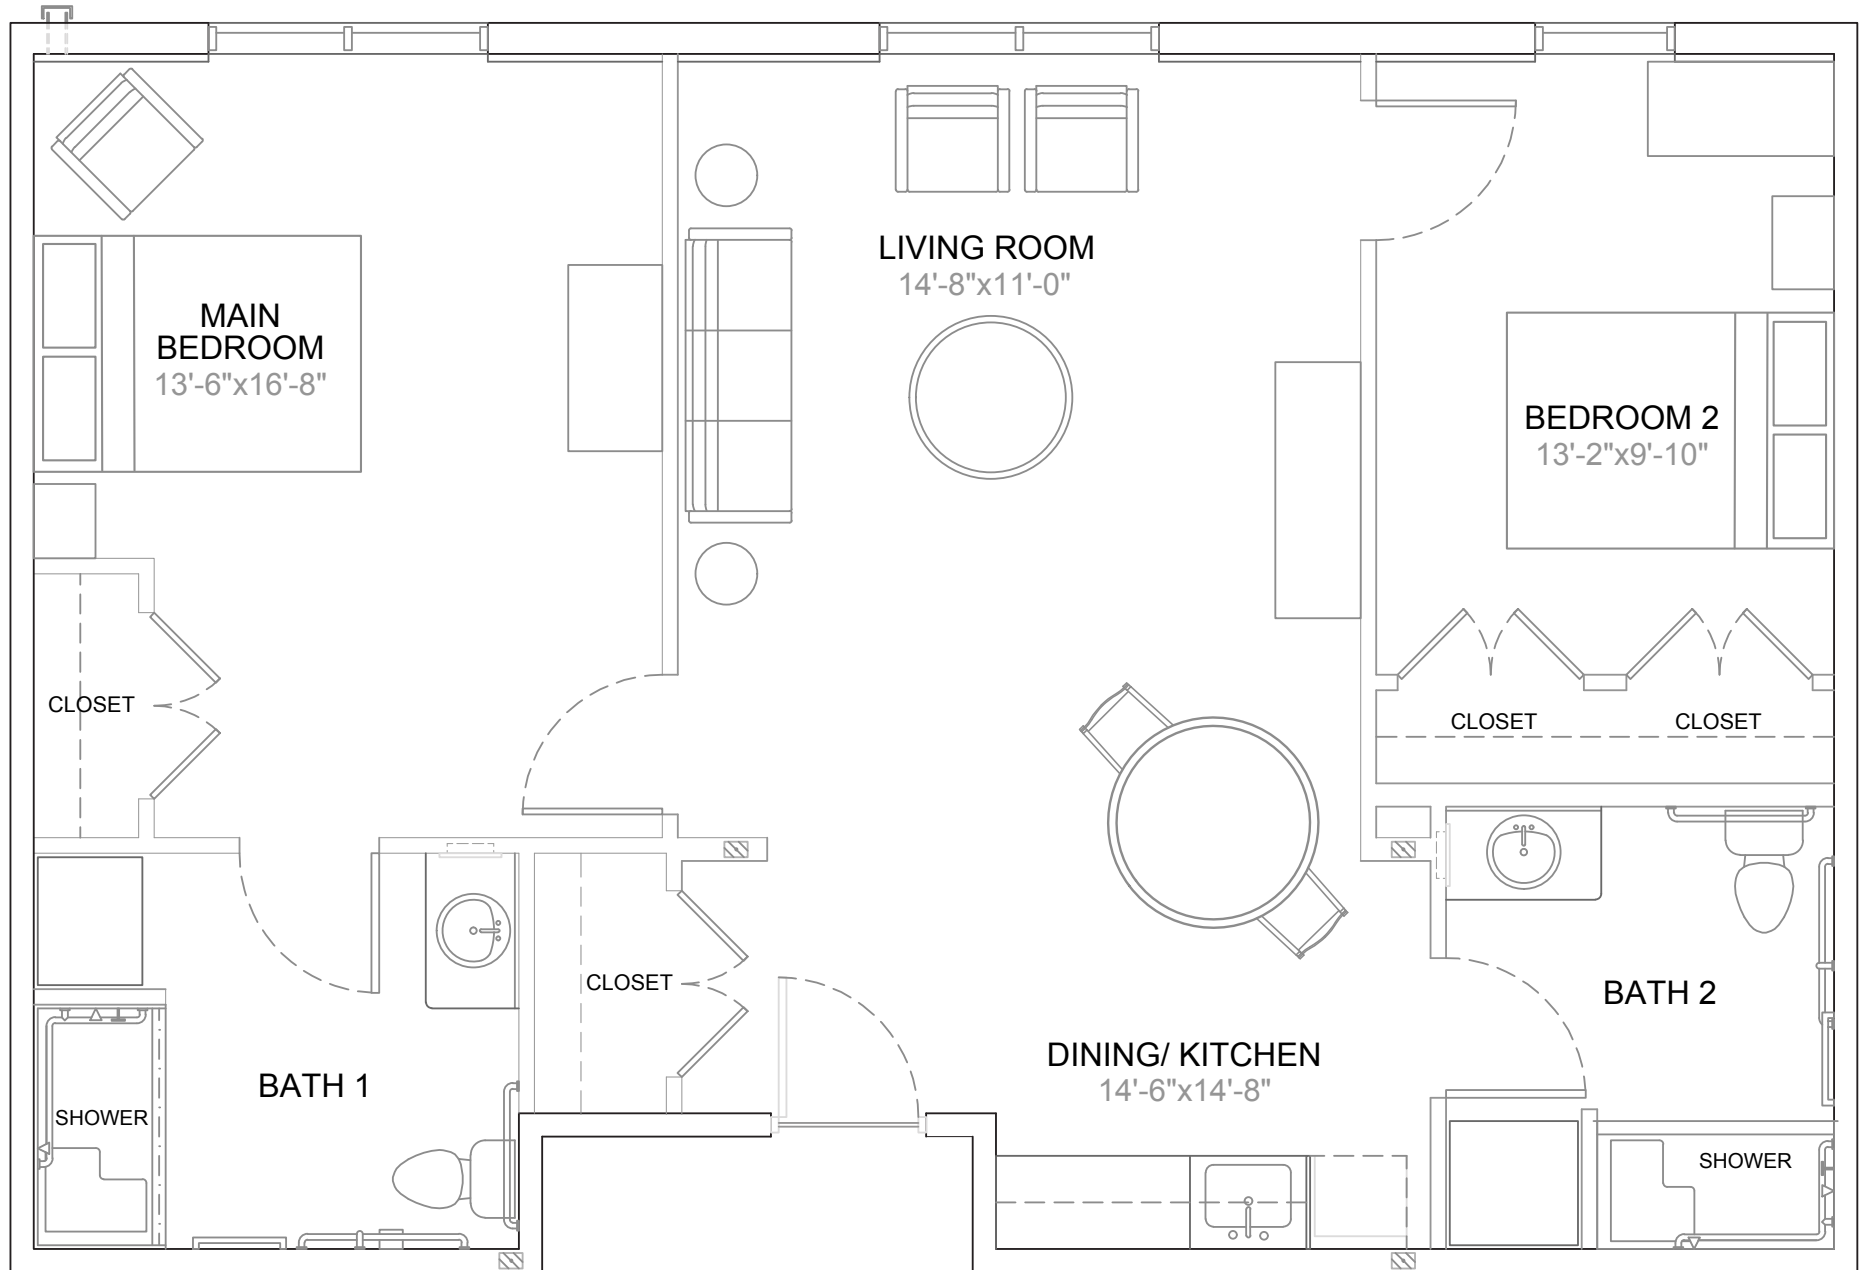 LIVING ROOM
14'-8"x11'-0"
MAIN
BEDROOM
13'-6"x16'-8"
BEDROOM 2
13'-2"x9'-10"
CLOSET
CLOSET
CLOSET
CLOSET
BATH 2
DINING/ KITCHEN
14'-6"x14'-8"
BATH 1
SHOWER
SHOWER